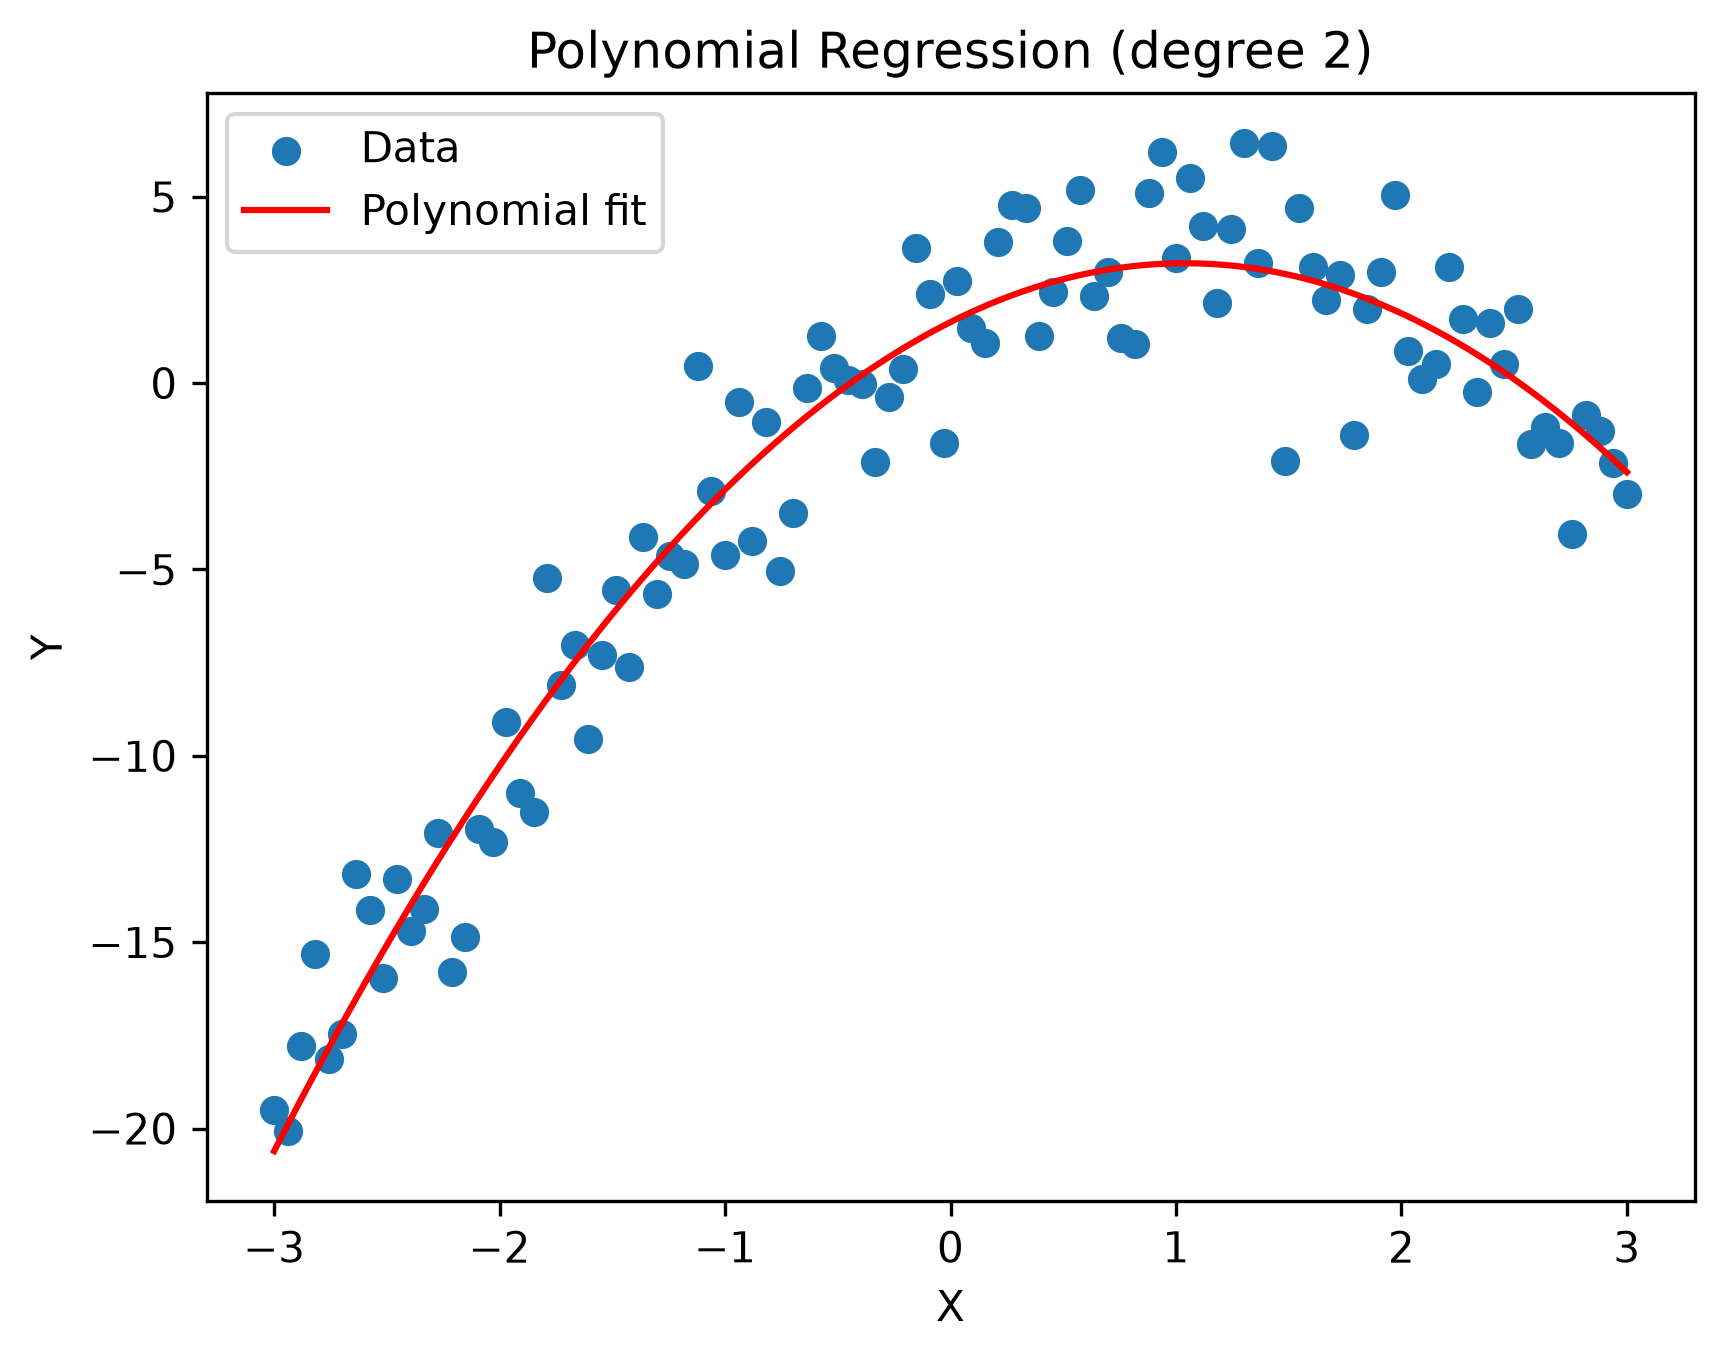 Polynomial Regression (degree 2)
Data
Polynomial fit
5
0
−5
−10
−15
−20
Y
−3 −2 −1 0 1 2 3
X